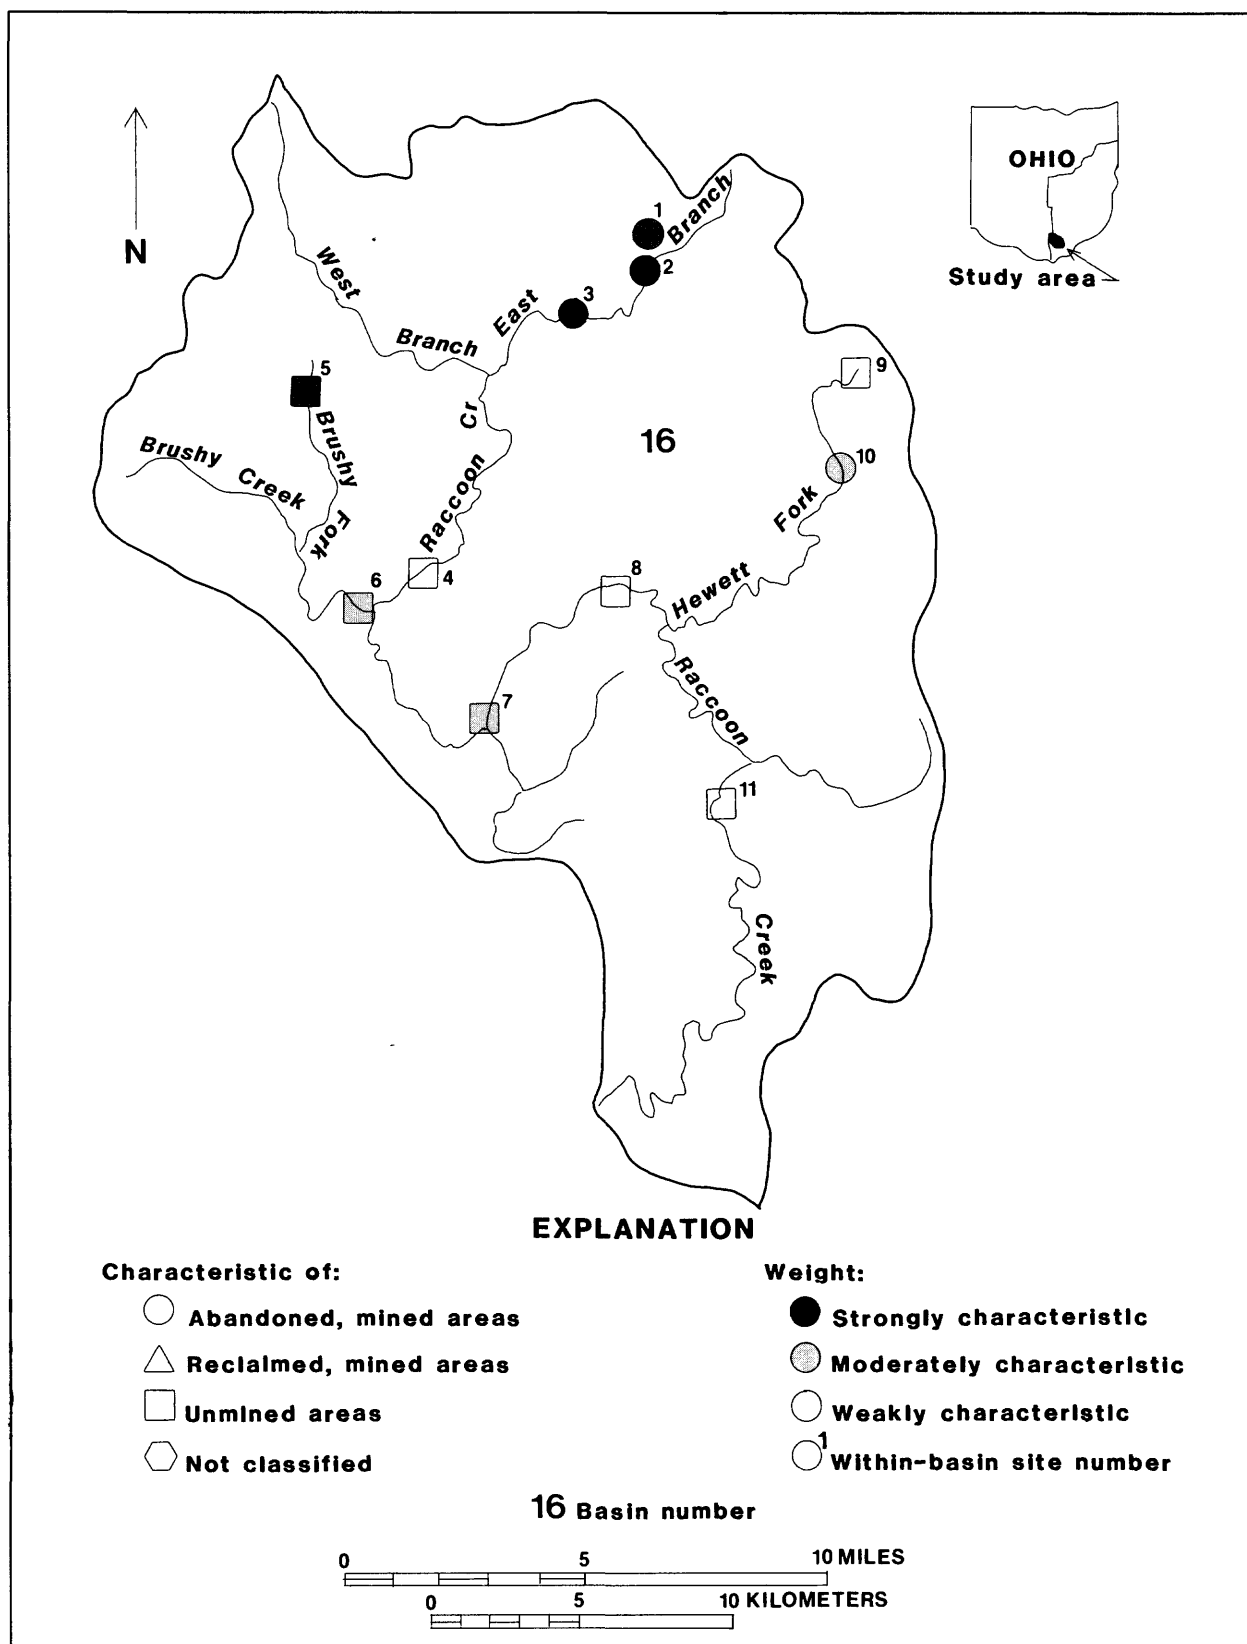 OHIO
Study area
N
1
Branch
2
3
East
West
Branch
5
Brushy
Fork
Brushy
Creek
Cr
Raccoon
4
6
16
9
10
Fork
Hewett
8
7
Raccoon
11
Creek
EXPLANATION
Characteristic of:
Abandoned, mined areas
Reclaimed, mined areas
Unmined areas
Not classified
Weight:
Strongly characteristic
Moderately characteristic
Weakly characteristic
1
Within-basin site number
16 Basin number
0 5 10 MILES
0 5 10 KILOMETERS